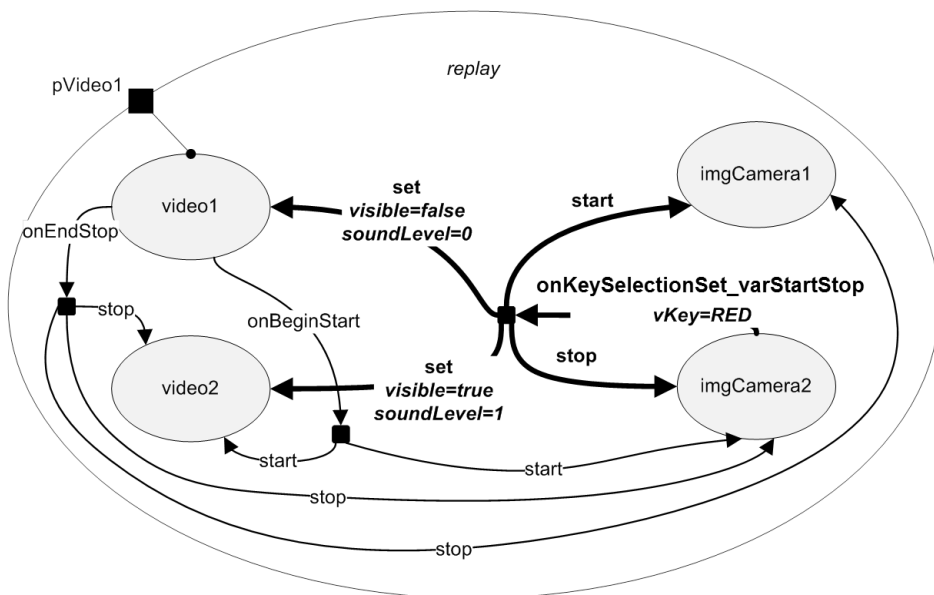 replay
pVideo1
imgCamera1
video1
set
visible=false
soundLevel=0
start
onEndStop
onKeySelectionSet_varStartStop
vKey=RED
stop
onBeginStart
stop
set
visible=true
soundLevel=1
video2
imgCamera2
start
start
stop
stop